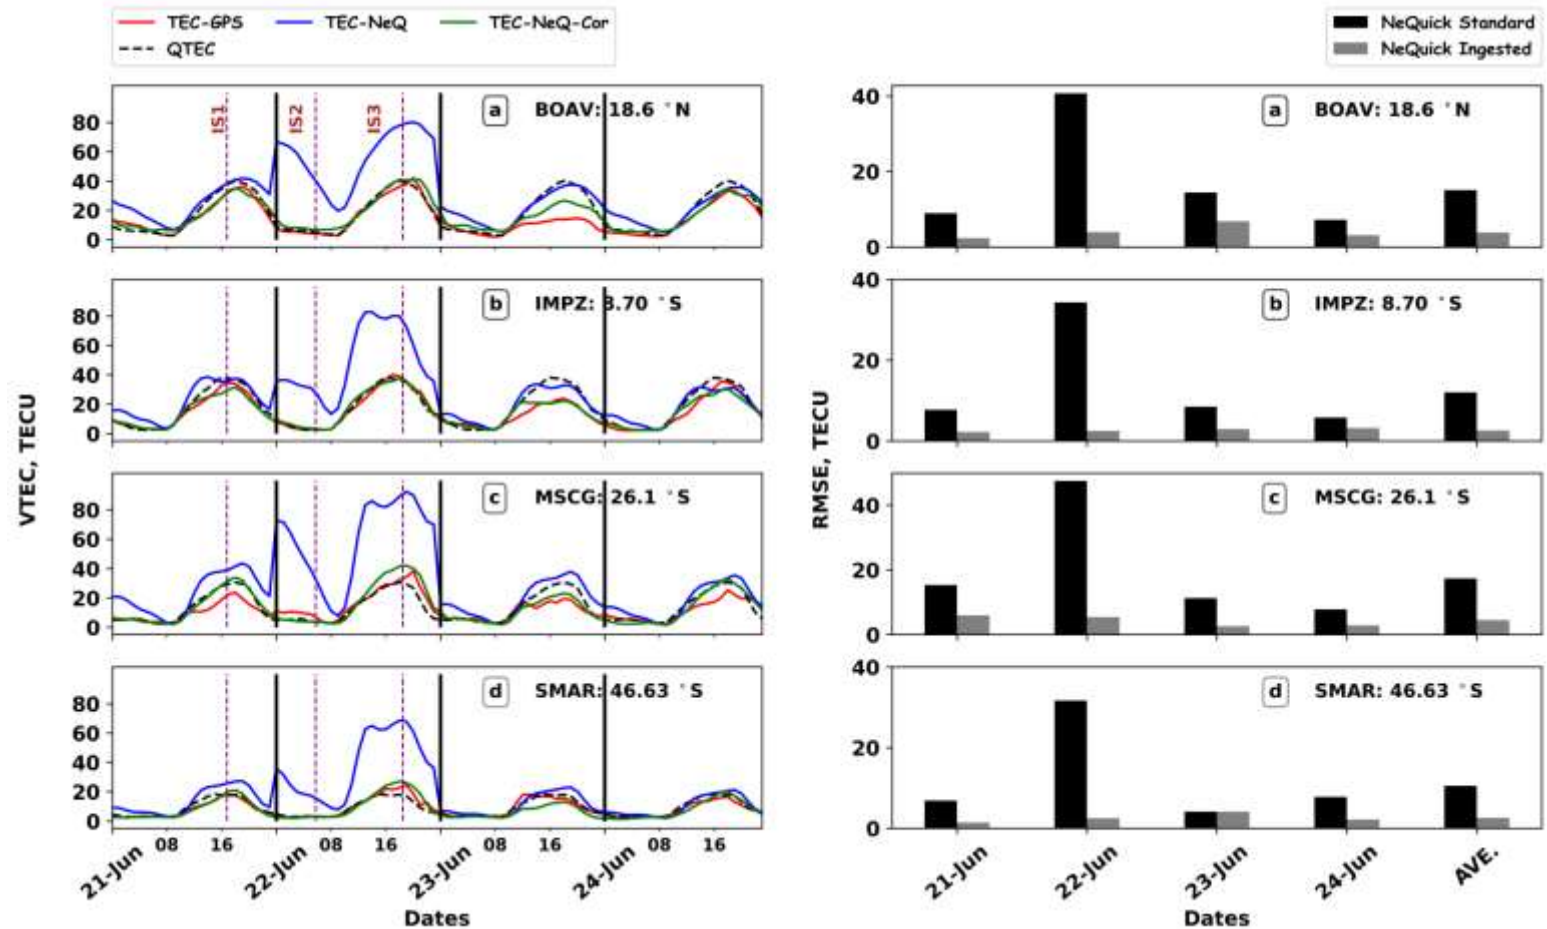 TEC-GPS TEC-NeQ TEC-NeQ-Cor
QTEC
NeQuick Standard
NeQuick Ingested
VTEC, TECU
IS1 IS2 IS3
a BOAV: 18.6 °N
80
60
40
20
0
b IMPZ: 8.70 °S
80
60
40
20
0
c MSCG: 26.1 °S
80
60
40
20
0
d SMAR: 46.63 °S
80
60
40
20
0
08 16 08 16 08 16 08 16
21-Jun 22-Jun 23-Jun 24-Jun
Dates
RMSE, TECU
a BOAV: 18.6 °N
40
20
0
b IMPZ: 8.70 °S
40
20
0
c MSCG: 26.1 °S
40
20
0
d SMAR: 46.63 °S
40
20
0
21-Jun 22-Jun 23-Jun 24-Jun AVE.
Dates